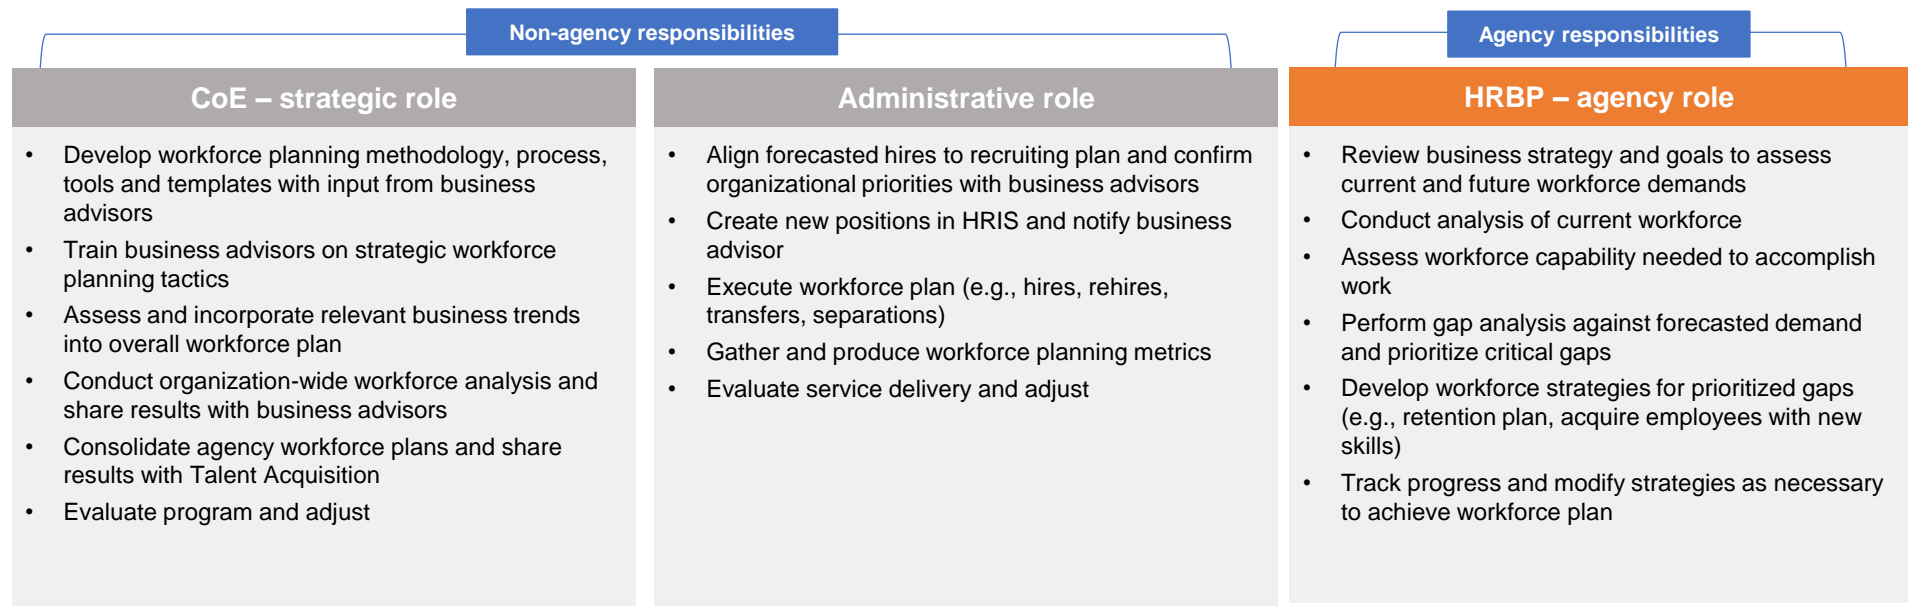 Non-agency responsibilities
Agency responsibilities
CoE – strategic role
• Develop workforce planning methodology, process,
tools and templates with input from business
advisors
• Train business advisors on strategic workforce
planning tactics
• Assess and incorporate relevant business trends
into overall workforce plan
• Conduct organization-wide workforce analysis and
share results with business advisors
• Consolidate agency workforce plans and share
results with Talent Acquisition
• Evaluate program and adjust
Administrative role
• Align forecasted hires to recruiting plan and confirm
organizational priorities with business advisors
• Create new positions in HRIS and notify business
advisor
• Execute workforce plan (e.g., hires, rehires,
transfers, separations)
• Gather and produce workforce planning metrics
• Evaluate service delivery and adjust
HRBP – agency role
• Review business strategy and goals to assess
current and future workforce demands
• Conduct analysis of current workforce
• Assess workforce capability needed to accomplish
work
• Perform gap analysis against forecasted demand
and prioritize critical gaps
• Develop workforce strategies for prioritized gaps
(e.g., retention plan, acquire employees with new
skills)
• Track progress and modify strategies as necessary
to achieve workforce plan